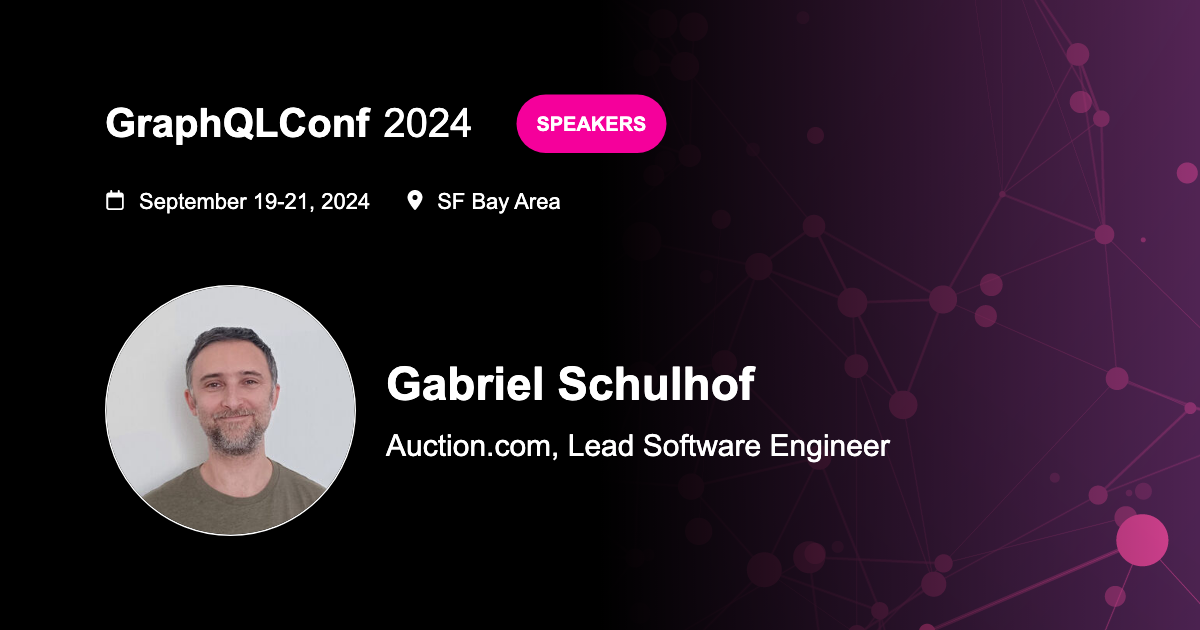 GraphQLConf 2024
SPEAKERS
September 19-21, 2024
SF Bay Area
Gabriel Schulhof
Auction.com, Lead Software Engineer